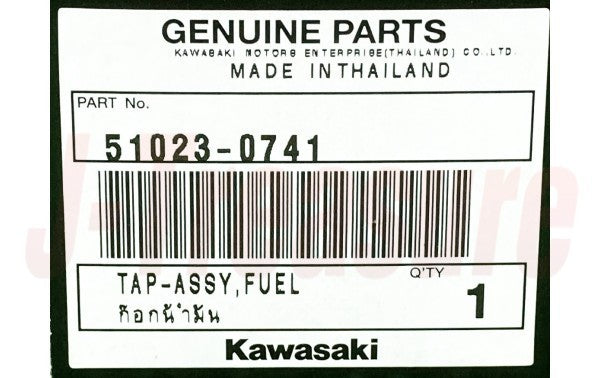 GENUINE PARTS
KAWASAKI MOTORS ENTERPRISE(THAILAND) CO.,LTD.
MADE INTHAILAND
PART No.
51023-0741
TAP-ASSY,FUEL
Q'TY
1
ก๊อกน้ำมัน
Kawasaki